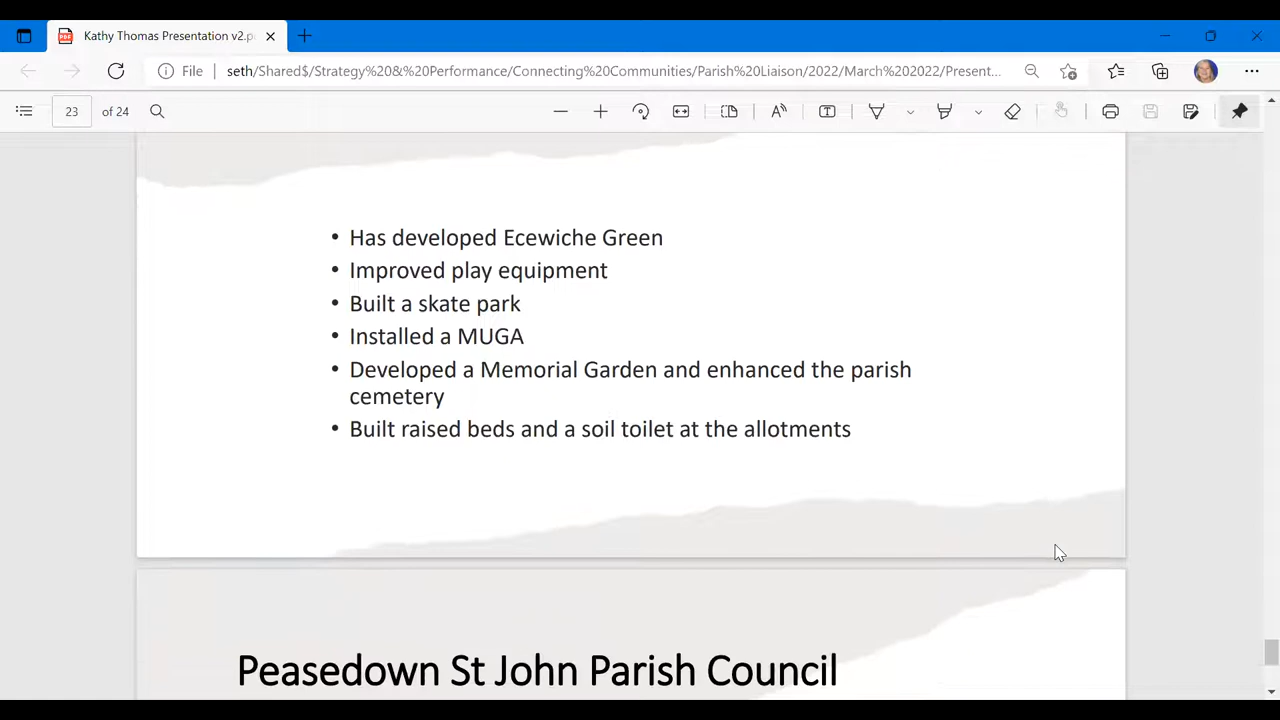 Kathy Thomas Presentation v2.p
File
seth/Shared$/Strategy%20&%20Performance/Connecting%20Communities/Parish%20Liaison/2022/March%202022/Present...
23 of 24
• Has developed Ecewiche Green
• Improved play equipment
• Built a skate park
• Installed a MUGA
• Developed a Memorial Garden and enhanced the parish
cemetery
• Built raised beds and a soil toilet at the allotments
Peasedown St John Parish Council